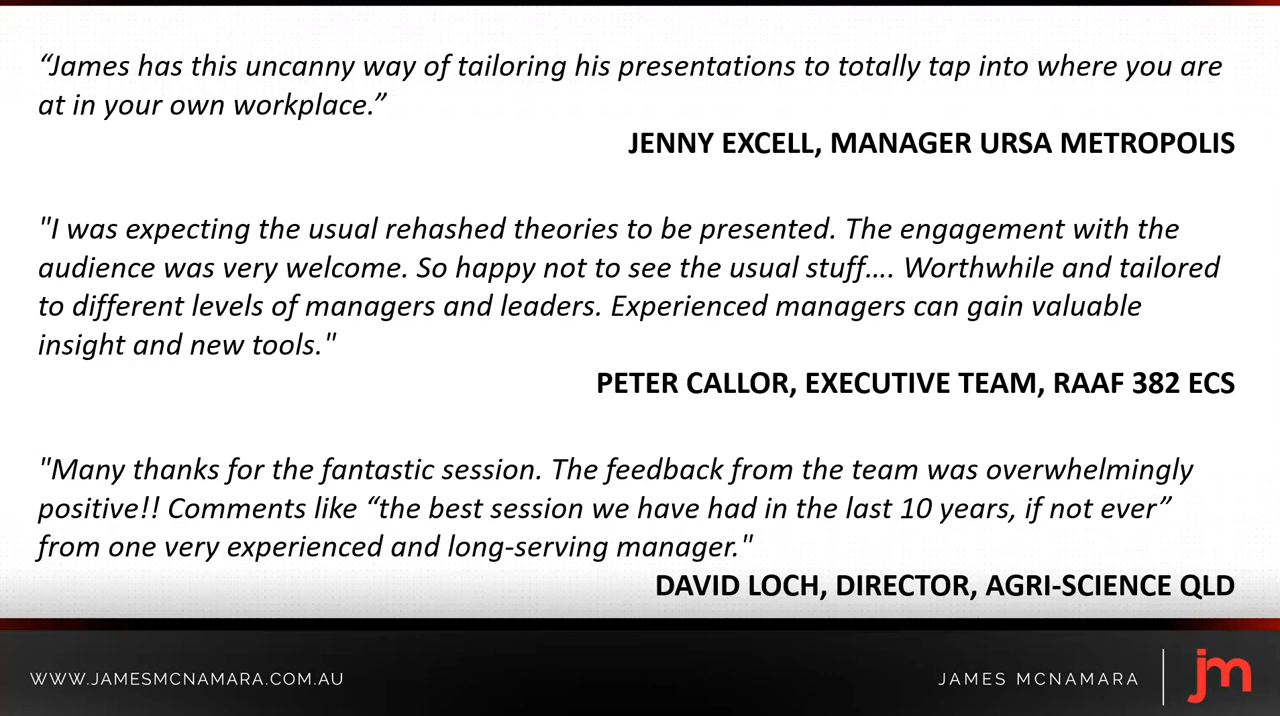 “James has this uncanny way of tailoring his presentations to totally tap into where you are
at in your own workplace.”
JENNY EXCELL, MANAGER URSA METROPOLIS
"I was expecting the usual rehashed theories to be presented. The engagement with the
audience was very welcome. So happy not to see the usual stuff…. Worthwhile and tailored
to different levels of managers and leaders. Experienced managers can gain valuable
insight and new tools."
PETER CALLOR, EXECUTIVE TEAM, RAAF 382 ECS
"Many thanks for the fantastic session. The feedback from the team was overwhelmingly
positive!! Comments like “the best session we have had in the last 10 years, if not ever”
from one very experienced and long-serving manager."
DAVID LOCH, DIRECTOR, AGRI-SCIENCE QLD
WWW.JAMESMCNAMARA.COM.AU
JAMES MCNAMARA
jm